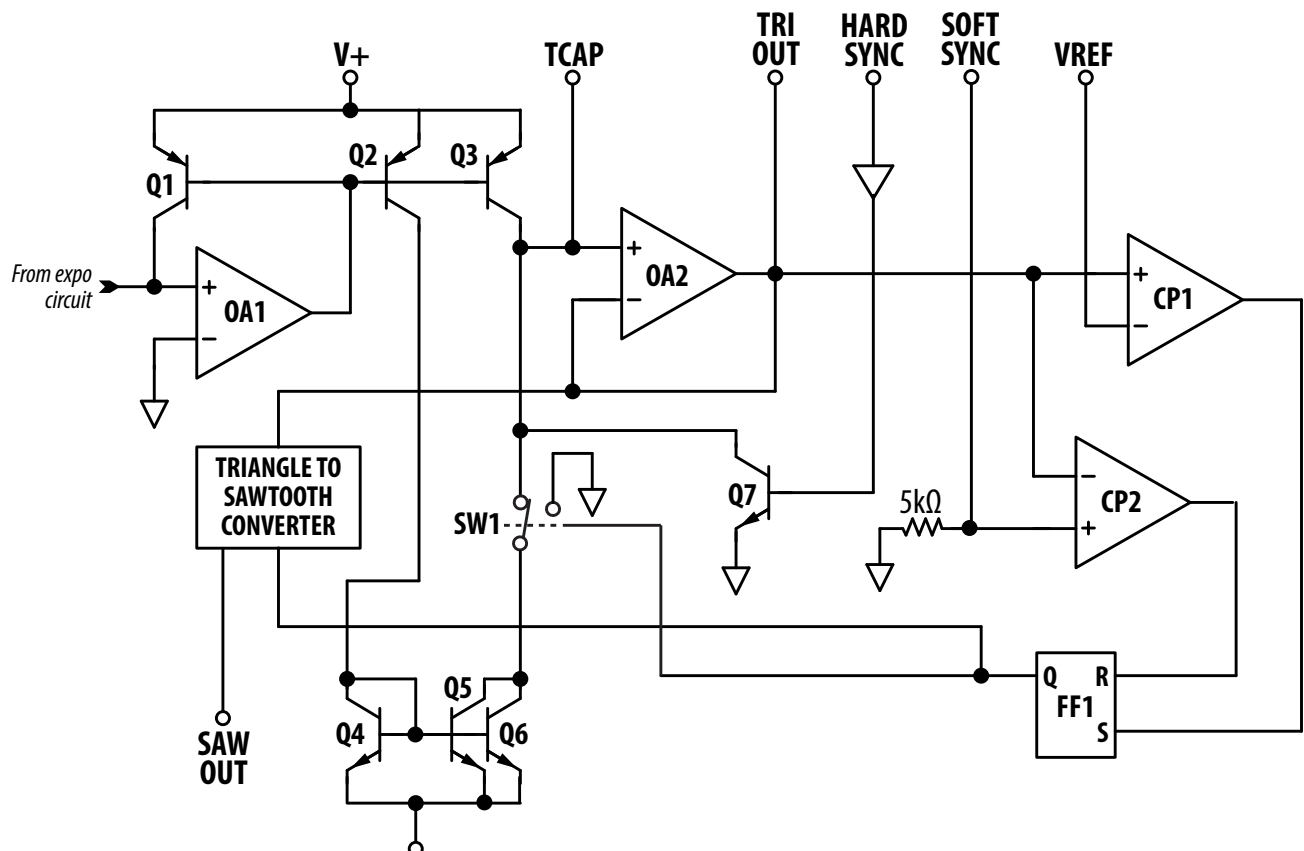 V+
TCAP
TRI
OUT
HARD
SYNC
SOFT
SYNC
VREF
Q1
Q2
Q3
From expo
circuit
+
−
OA1
+
−
OA2
+
−
CP1
TRIANGLE TO
SAWTOOTH
CONVERTER
SW1
Q7
5kΩ
−
+
CP2
Q4
Q5
Q6
Q
R
FF1
S
SAW
OUT